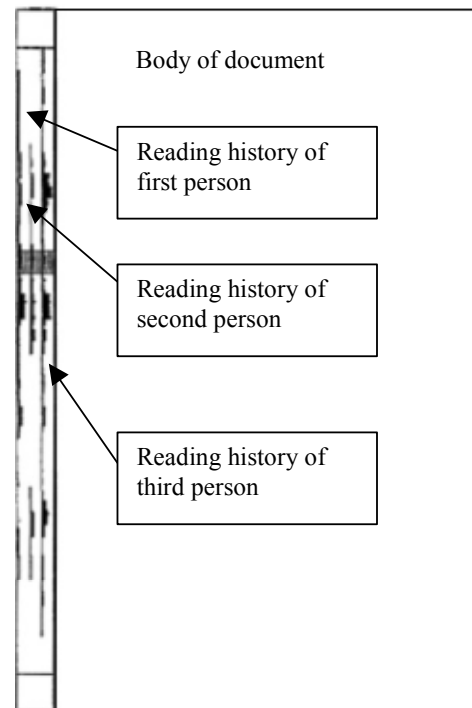 Body of document
Reading history of
first person
Reading history of
second person
Reading history of
third person